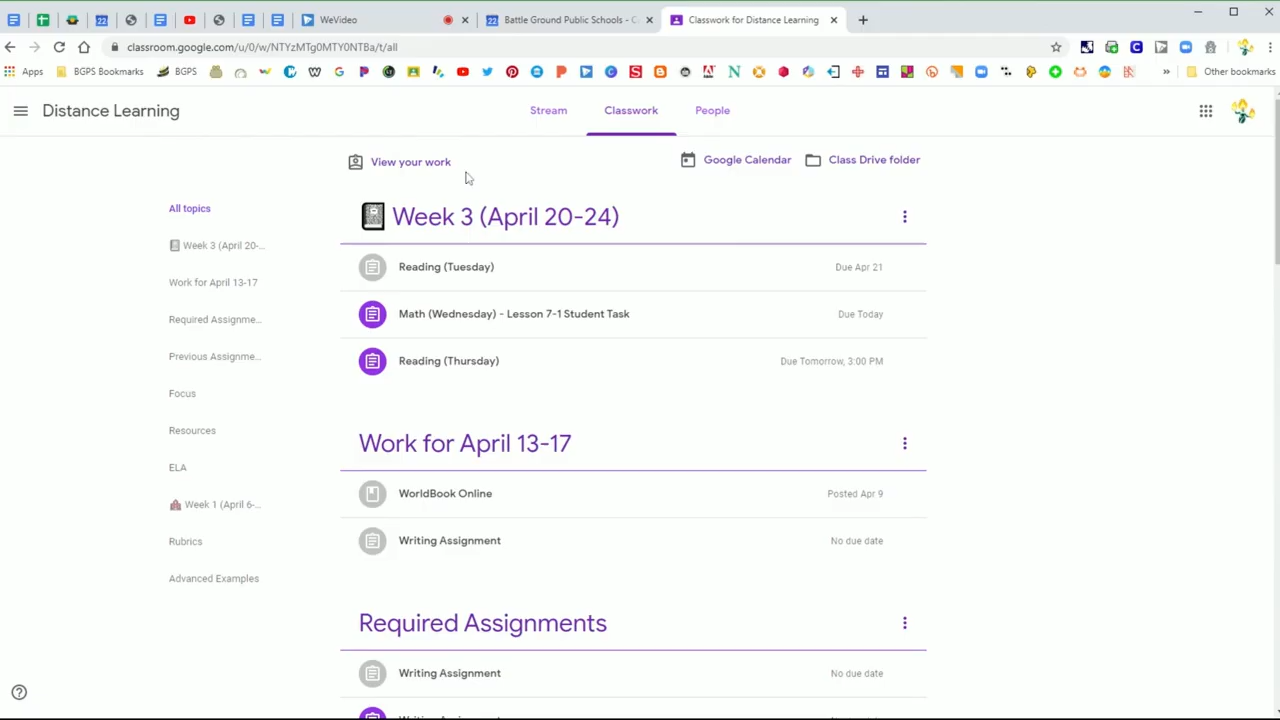 WeVideo
Battle Ground Public Schools - C
Classwork for Distance Learning
classroom.google.com/u/0/w/NTYzMTg0MTY0NTBa/t/all
Apps
BGPS Bookmarks
BGPS
Other bookmarks
Distance Learning
Stream
Classwork
People
View your work
Google Calendar
Class Drive folder
All topics
Week 3 (April 20-...
Work for April 13-17
Required Assignme...
Previous Assignme...
Focus
Resources
ELA
Week 1 (April 6-...
Rubrics
Advanced Examples
Week 3 (April 20-24)
Reading (Tuesday)
Due Apr 21
Math (Wednesday) - Lesson 7-1 Student Task
Due Today
Reading (Thursday)
Due Tomorrow, 3:00 PM
Work for April 13-17
WorldBook Online
Posted Apr 9
Writing Assignment
No due date
Required Assignments
Writing Assignment
No due date